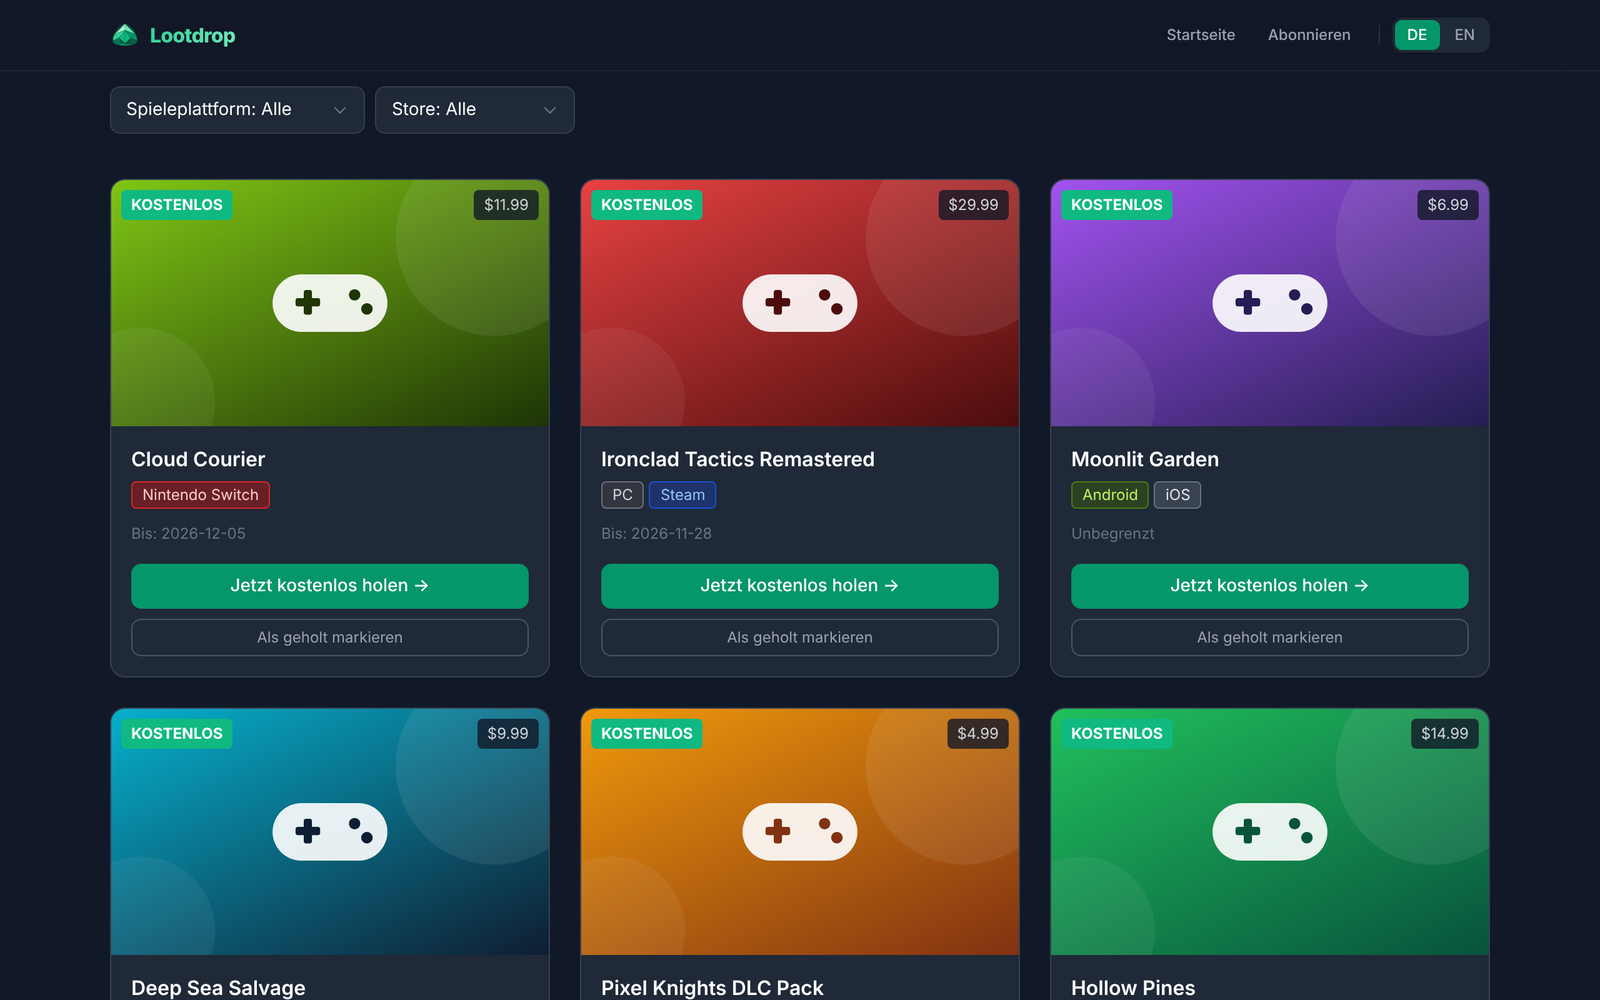 Lootdrop
Startseite
Abonnieren
DE
EN
Spieleplattform: Alle
Store: Alle
KOSTENLOS
$11.99
KOSTENLOS
$29.99
KOSTENLOS
$6.99
Cloud Courier
Nintendo Switch
Bis: 2026-12-05
Jetzt kostenlos holen →
Als geholt markieren
Ironclad Tactics Remastered
PC
Steam
Bis: 2026-11-28
Jetzt kostenlos holen →
Als geholt markieren
Moonlit Garden
Android
iOS
Unbegrenzt
Jetzt kostenlos holen →
Als geholt markieren
KOSTENLOS
$9.99
KOSTENLOS
$4.99
KOSTENLOS
$14.99
Deep Sea Salvage
Pixel Knights DLC Pack
Hollow Pines